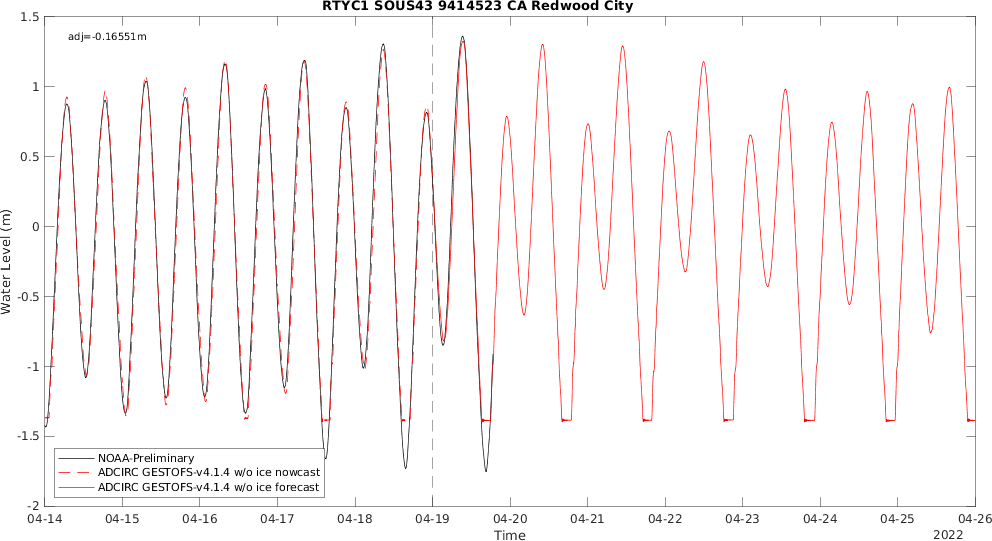 RTYC1 SOUS43 9414523 CA Redwood City
adj=-0.16551m
1.5
1
0.5
0
-0.5
-1
-1.5
-2
Water Level (m)
NOAA-Preliminary
ADCIRC GESTOFS-v4.1.4 w/o ice nowcast
ADCIRC GESTOFS-v4.1.4 w/o ice forecast
04-14 04-15 04-16 04-17 04-18 04-19 04-20 04-21 04-22 04-23 04-24 04-25 04-26
Time
2022